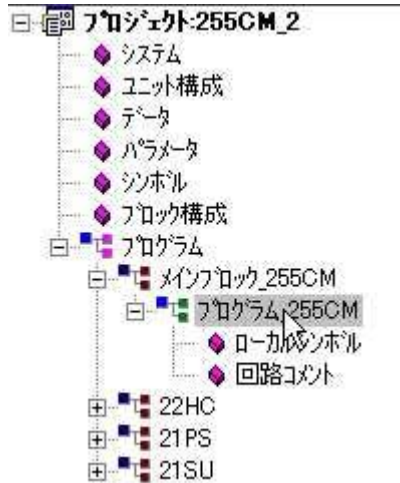 プロジェクト:255CM_2
システム
ユニット構成
データ
パラメータ
シンボル
ブロック構成
プログラム
メインブロック_255CM
プログラム_255CM
ローカルシンボル
回路コメント
22HC
21PS
21SU